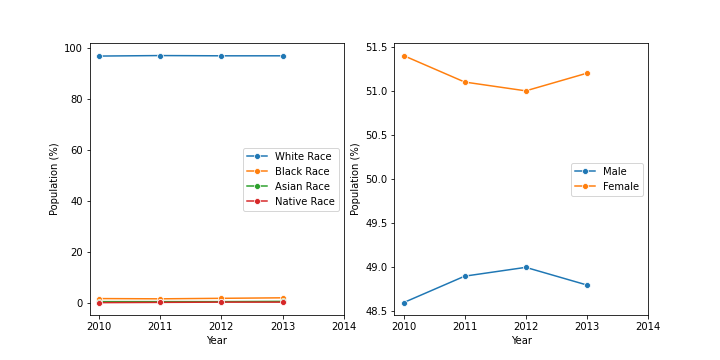 100
80
60
40
20
0
Population (%)
2010 2011 2012 2013 2014
Year
White Race
Black Race
Asian Race
Native Race
51.5
51.0
50.5
50.0
49.5
49.0
48.5
Population (%)
2010 2011 2012 2013 2014
Year
Male
Female